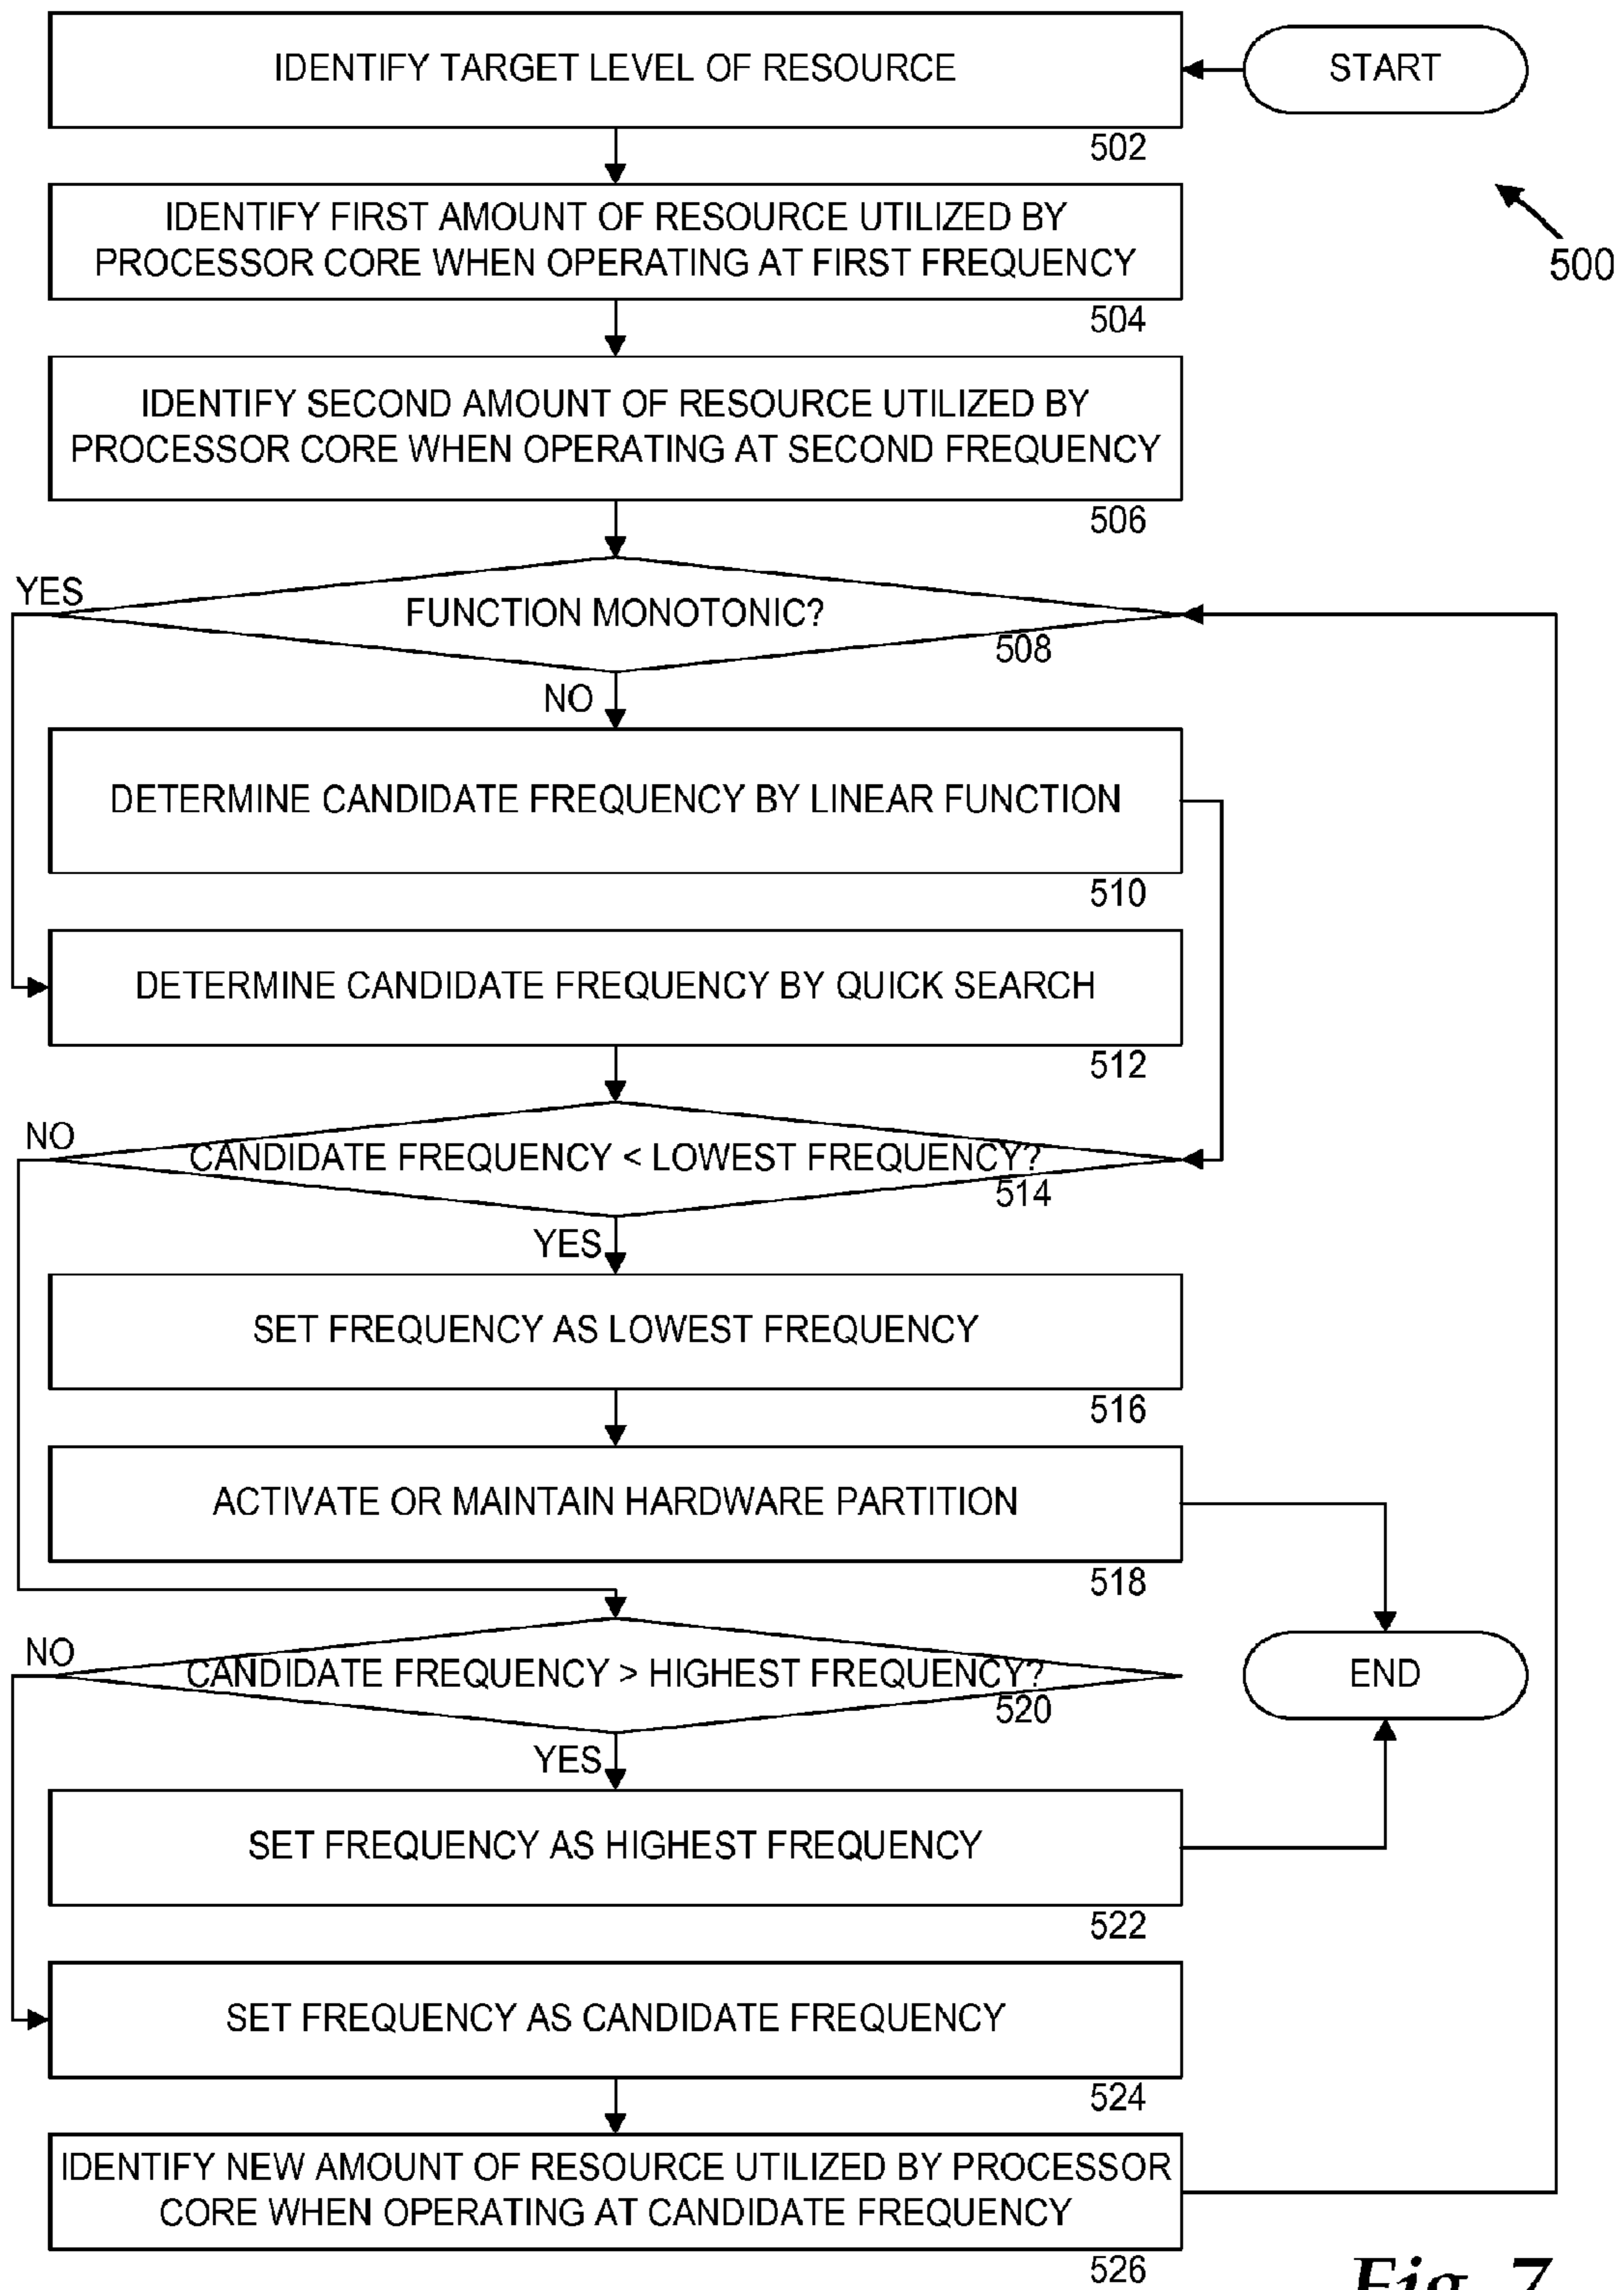 IDENTIFY TARGET LEVEL OF RESOURCE
START
502
IDENTIFY FIRST AMOUNT OF RESOURCE UTILIZED BY
PROCESSOR CORE WHEN OPERATING AT FIRST FREQUENCY
500
504
IDENTIFY SECOND AMOUNT OF RESOURCE UTILIZED BY
PROCESSOR CORE WHEN OPERATING AT SECOND FREQUENCY
506
YES
FUNCTION MONOTONIC?
508
NO
DETERMINE CANDIDATE FREQUENCY BY LINEAR FUNCTION
510
DETERMINE CANDIDATE FREQUENCY BY QUICK SEARCH
512
NO
CANDIDATE FREQUENCY < LOWEST FREQUENCY?
514
YES
SET FREQUENCY AS LOWEST FREQUENCY
516
ACTIVATE OR MAINTAIN HARDWARE PARTITION
518
NO
CANDIDATE FREQUENCY > HIGHEST FREQUENCY?
END
520
YES
SET FREQUENCY AS HIGHEST FREQUENCY
522
SET FREQUENCY AS CANDIDATE FREQUENCY
524
IDENTIFY NEW AMOUNT OF RESOURCE UTILIZED BY PROCESSOR
CORE WHEN OPERATING AT CANDIDATE FREQUENCY
526
Fig. 7